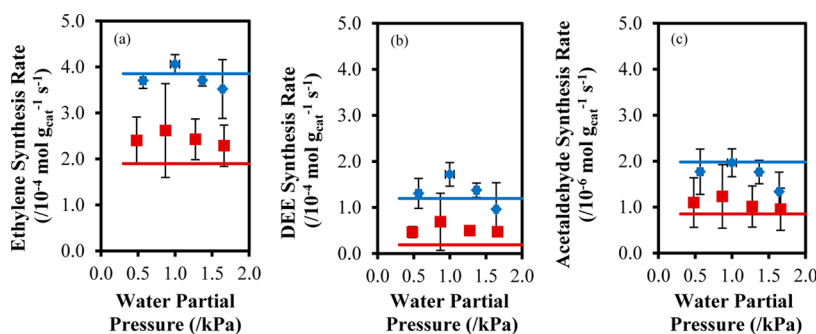 (a)
Ethylene Synthesis Rate
(/10⁻⁴ mol g_cat⁻¹ s⁻¹)
5.0
4.0
3.0
2.0
1.0
0.0
0.0 0.5 1.0 1.5 2.0
Water Partial
Pressure (/kPa)
(b)
DEE Synthesis Rate
(/10⁻⁴ mol g_cat⁻¹ s⁻¹)
5.0
4.0
3.0
2.0
1.0
0.0
0.0 0.5 1.0 1.5 2.0
Water Partial
Pressure (/kPa)
(c)
Acetaldehyde Synthesis Rate
(/10⁻⁶ mol g_cat⁻¹ s⁻¹)
5.0
4.0
3.0
2.0
1.0
0.0
0.0 0.5 1.0 1.5 2.0
Water Partial
Pressure (/kPa)